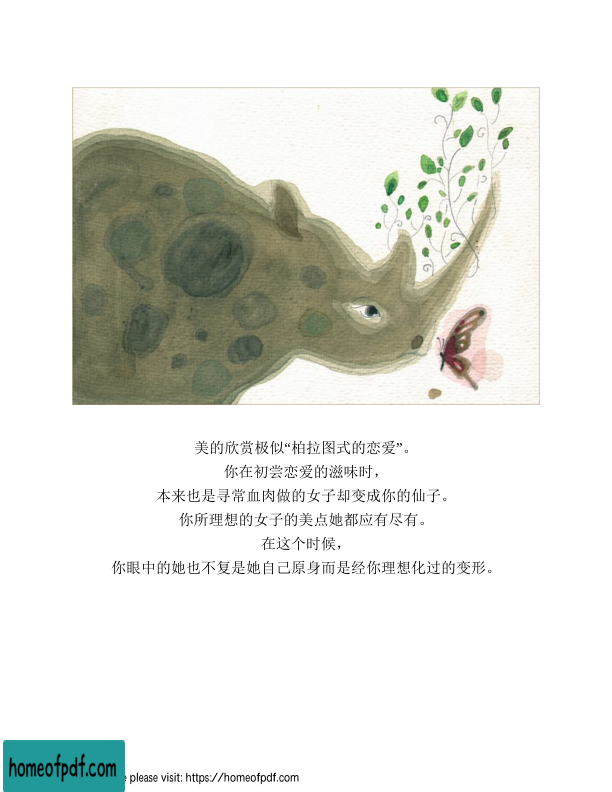 美的欣赏极似“柏拉图式的恋爱”。
你在初尝恋爱的滋味时，
本来也是寻常血肉做的女子却变成你的仙子。
你所理想的女子的美点她都应有尽有。
在这个时候，
你眼中的她也不复是她自己原身而是经你理想化过的变形。
homeofpdf.com
please visit: https://homeofpdf.com